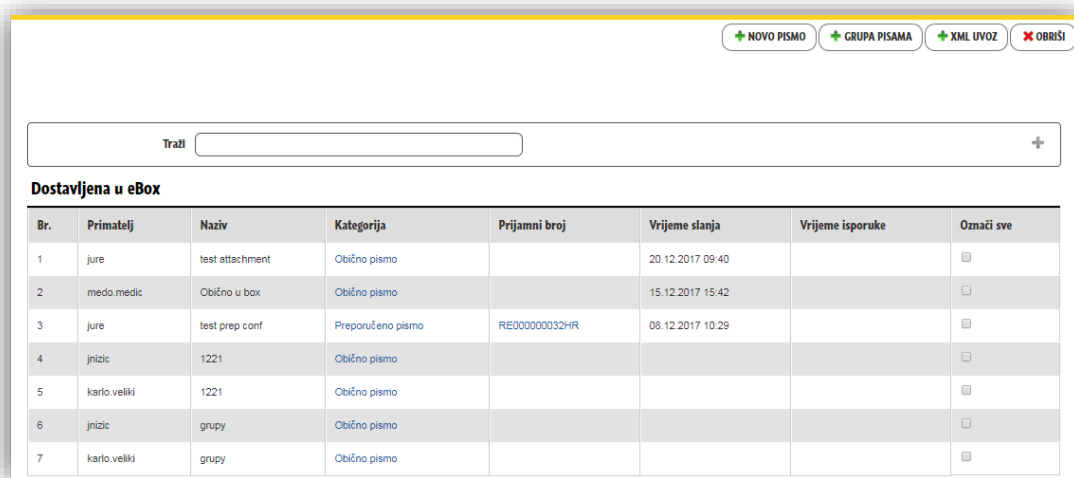 NOVO PISMO GRUPA PISAMA XML UVOZ OBRIŠI
Traži
Dostavljena u eBox
Br. Primatelj Naziv Kategorija Prijamni broj Vrijeme slanja Vrijeme isporuke Označi sve
1 jure test attachment Obično pismo 20.12.2017 09:40
2 medo.medic Obično u box Obično pismo 15.12.2017 15:42
3 jure test prep conf Preporučeno pismo RE000000032HR 08.12.2017 10:29
4 jnizic 1221 Obično pismo
5 karlo.veliki 1221 Obično pismo
6 jnizic grupy Obično pismo
7 karlo.veliki grupy Obično pismo